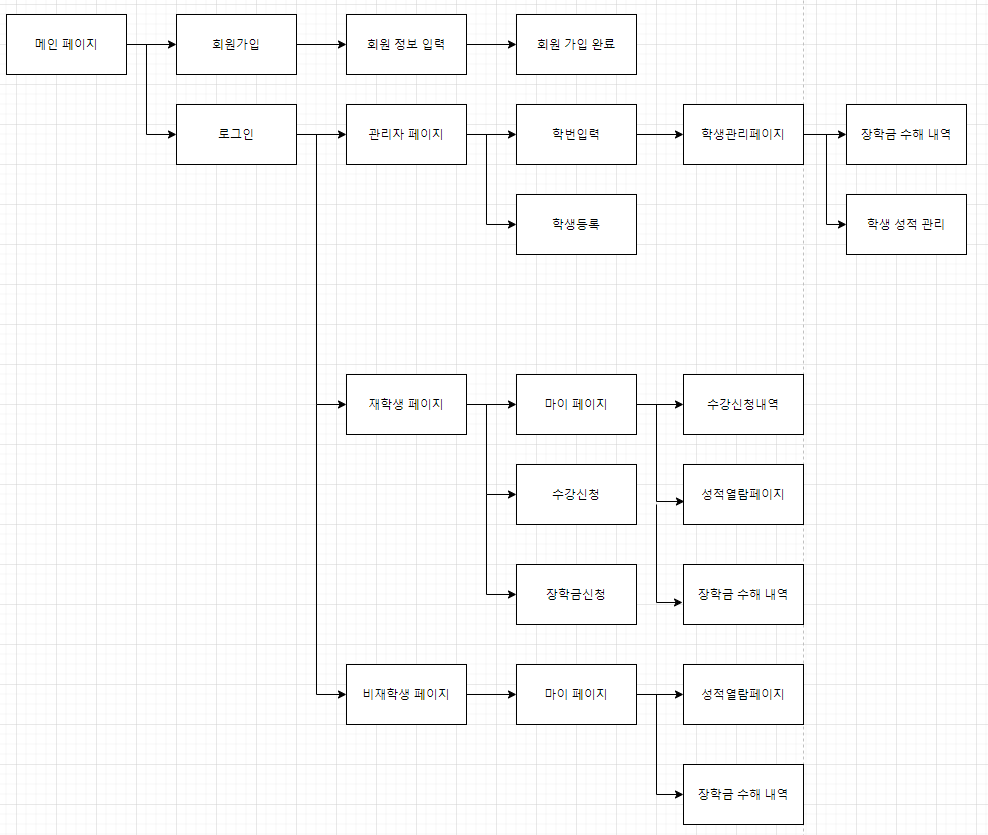 메인 페이지
회원가입
회원 정보 입력
회원 가입 완료
로그인
관리자 페이지
학번입력
학생관리페이지
장학금 수해 내역
학생등록
학생 성적 관리
재학생 페이지
마이 페이지
수강신청내역
수강신청
성적열람페이지
장학금신청
장학금 수해 내역
비재학생 페이지
마이 페이지
성적열람페이지
장학금 수해 내역